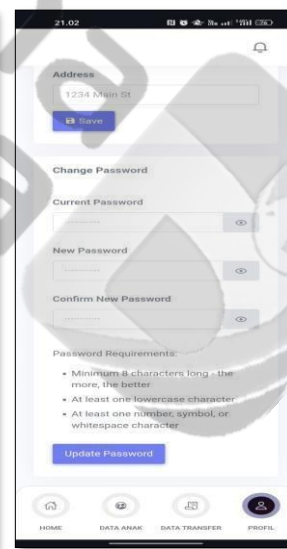 21.02
Address
1234 Main St
Save
Change Password
Current Password
New Password
Confirm New Password
Password Requirements:
• Minimum 8 characters long - the
more, the better
• At least one lowercase character
• At least one number, symbol, or
whitespace character
Update Password
HOME DATA ANAK DATA TRANSFER PROFIL